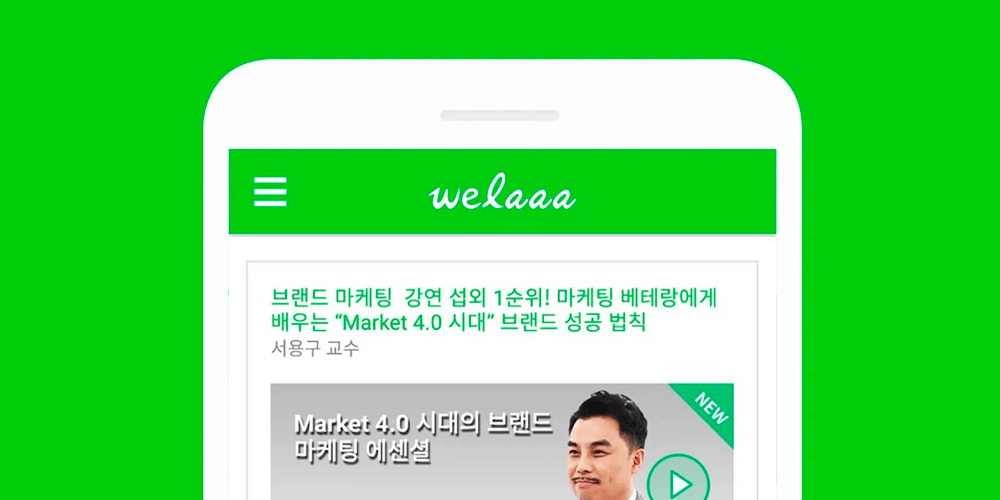 welaaa
브랜드 마케팅 강연 섭외 1순위! 마케팅 베테랑에게
배우는 “Market 4.0 시대” 브랜드 성공 법칙
서용구 교수
NEW
Market 4.0 시대의 브랜드
마케팅 에센셜